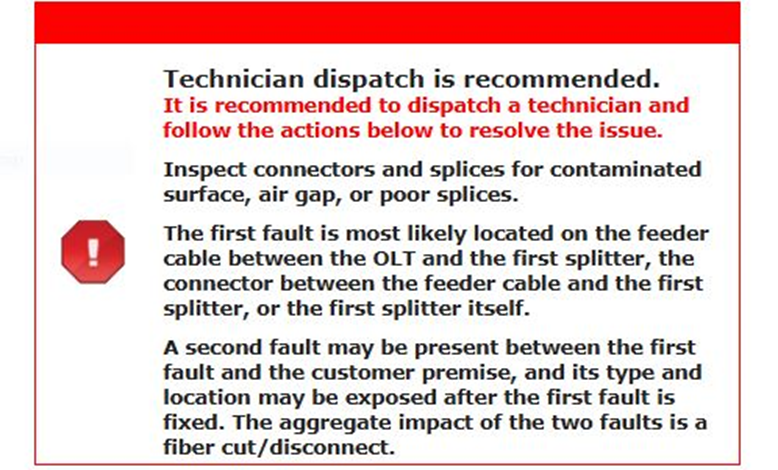 Technician dispatch is recommended.
It is recommended to dispatch a technician and
follow the actions below to resolve the issue.
Inspect connectors and splices for contaminated
surface, air gap, or poor splices.
The first fault is most likely located on the feeder
cable between the OLT and the first splitter, the
connector between the feeder cable and the first
splitter, or the first splitter itself.
A second fault may be present between the first
fault and the customer premise, and its type and
location may be exposed after the first fault is
fixed. The aggregate impact of the two faults is a
fiber cut/disconnect.